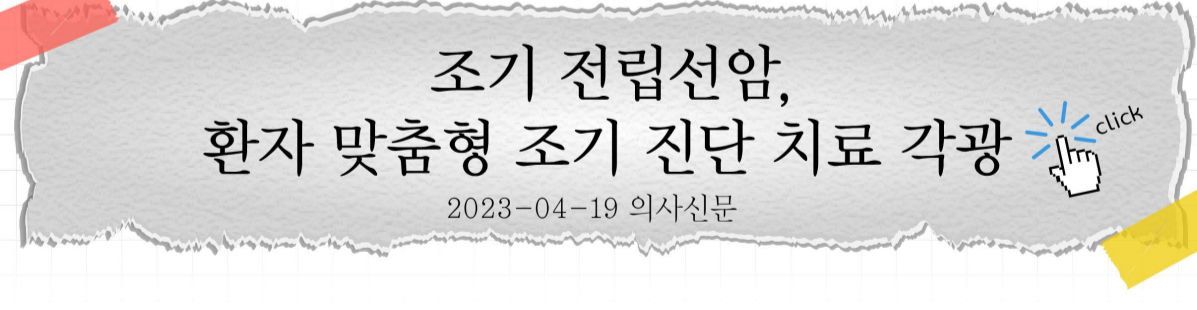 조기 전립선암,
환자 맞춤형 조기 진단 치료 각광
click
2023-04-19 의사신문